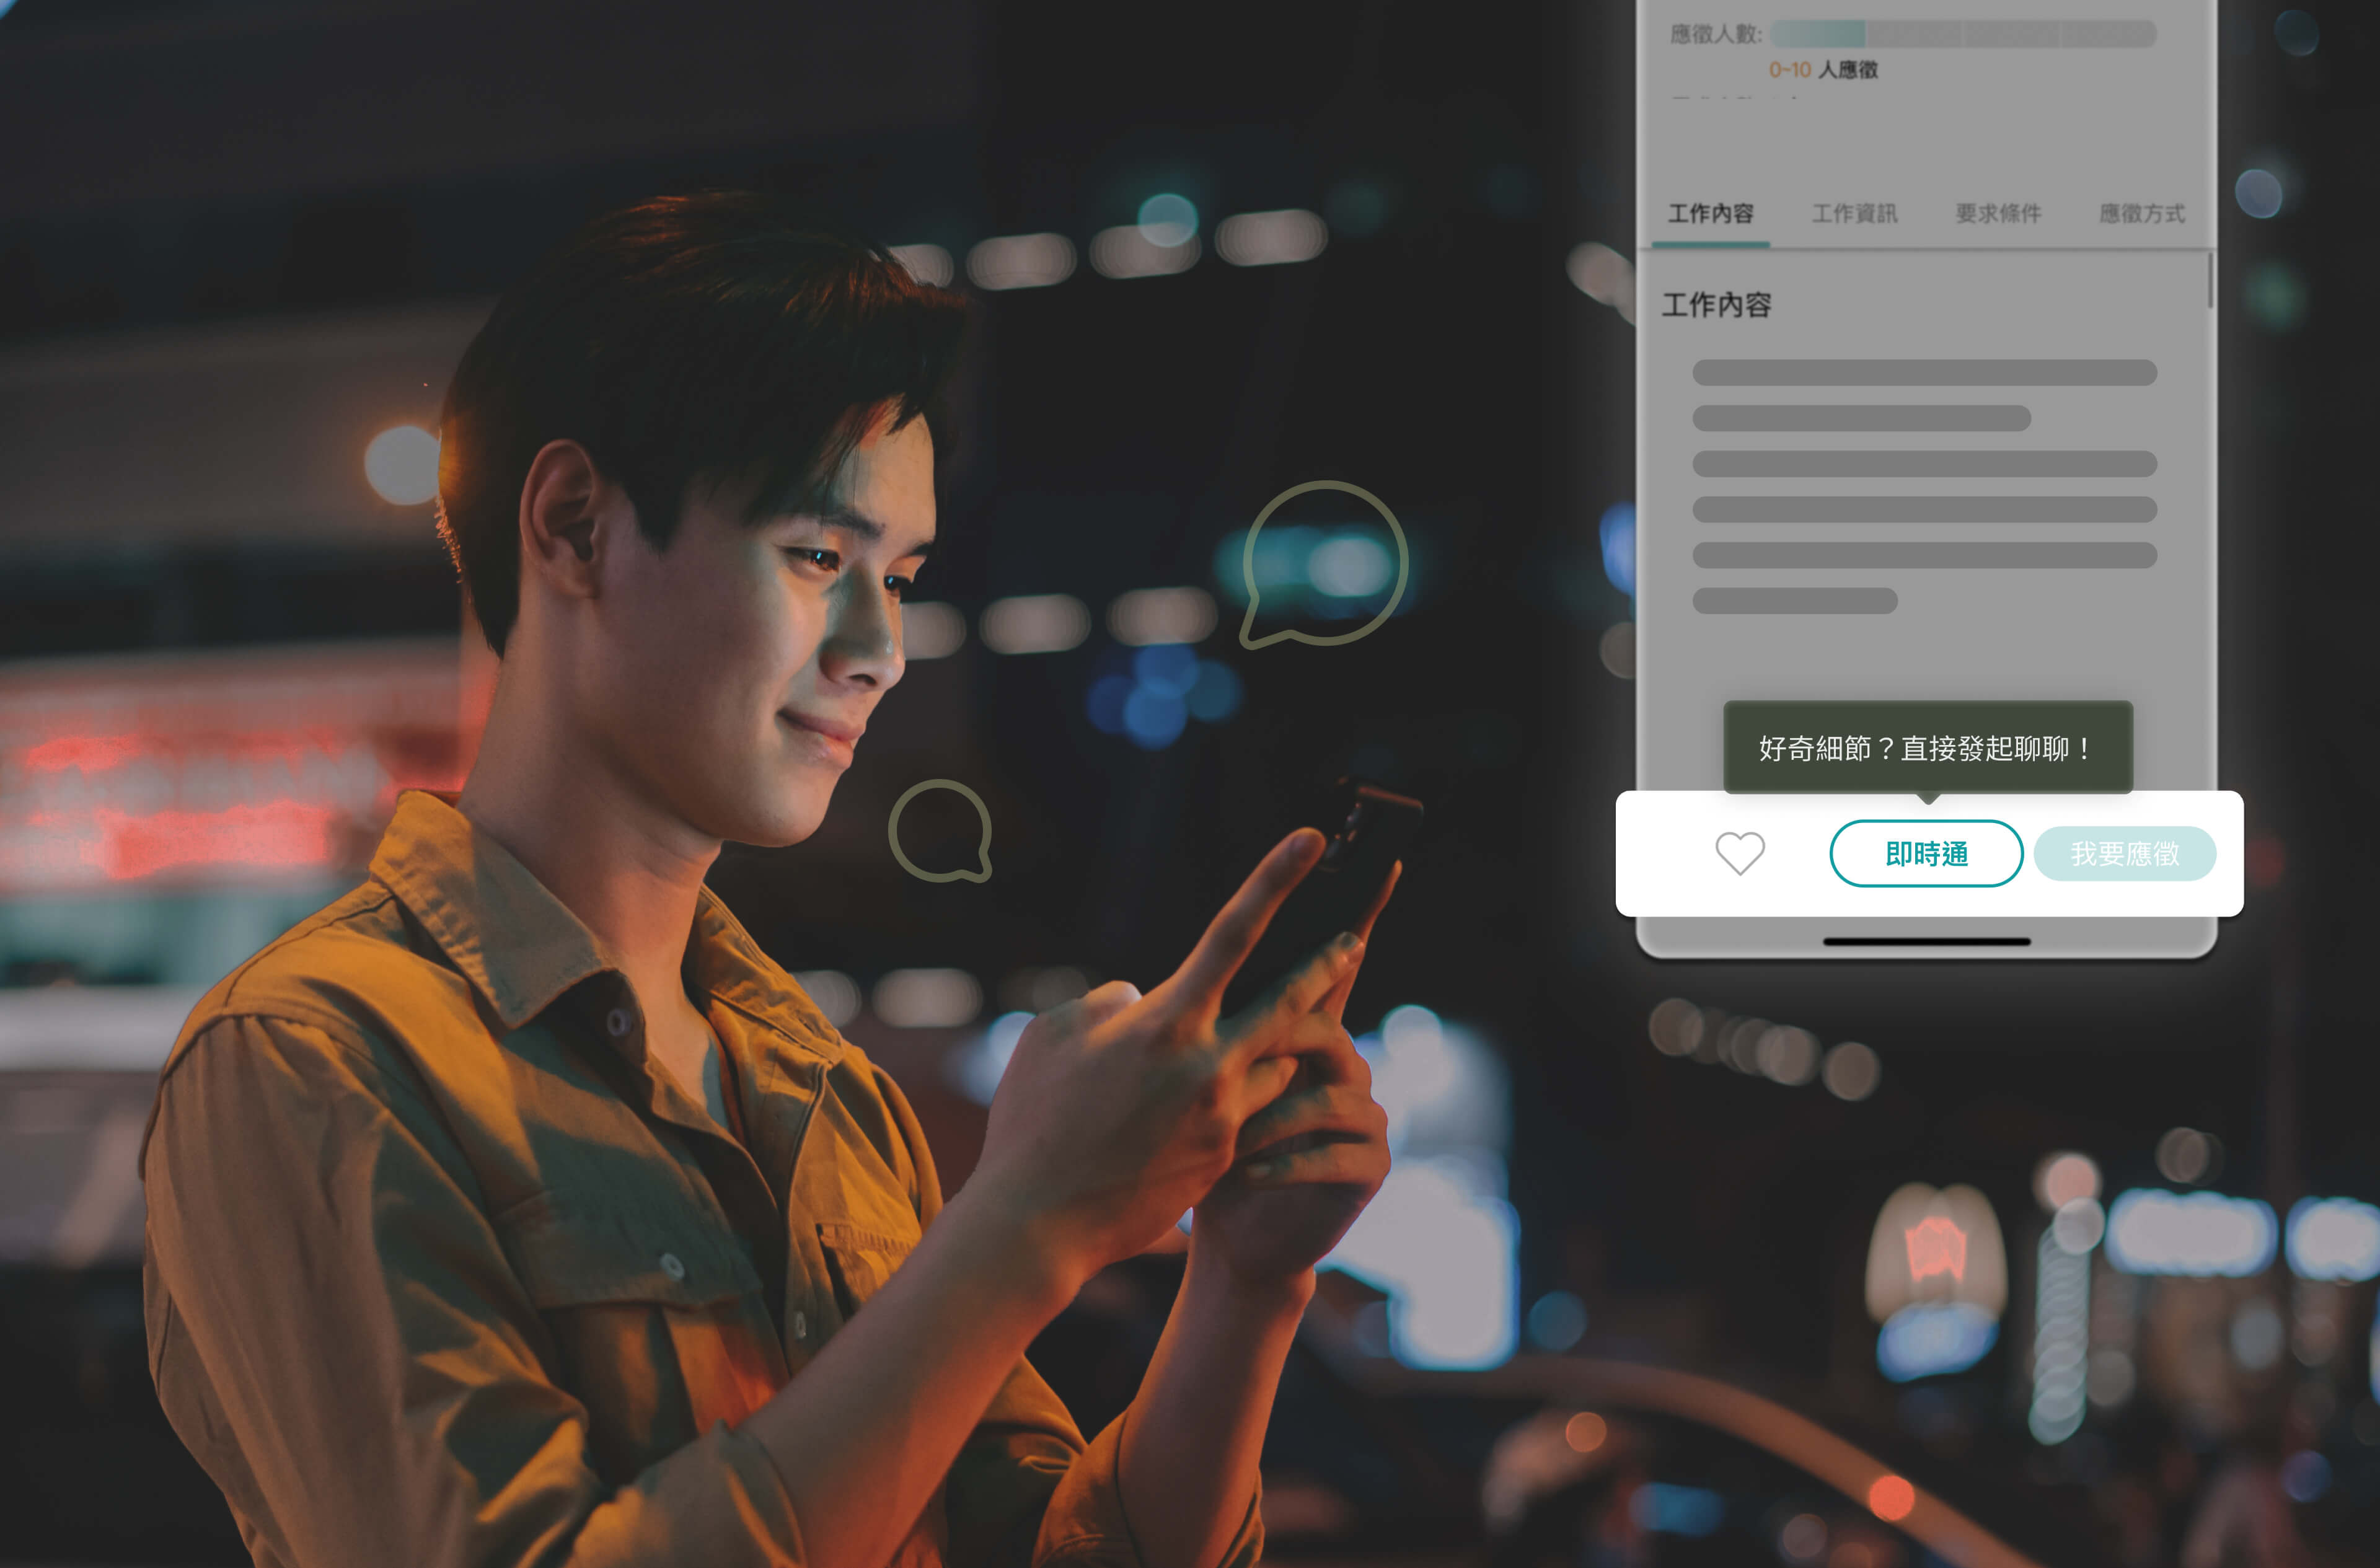 應徵人數:
0~10 人應徵
工作內容 工作資訊 要求條件 應徵方式
工作內容
好奇細節？直接發起聊聊！
即時通 我要應徵